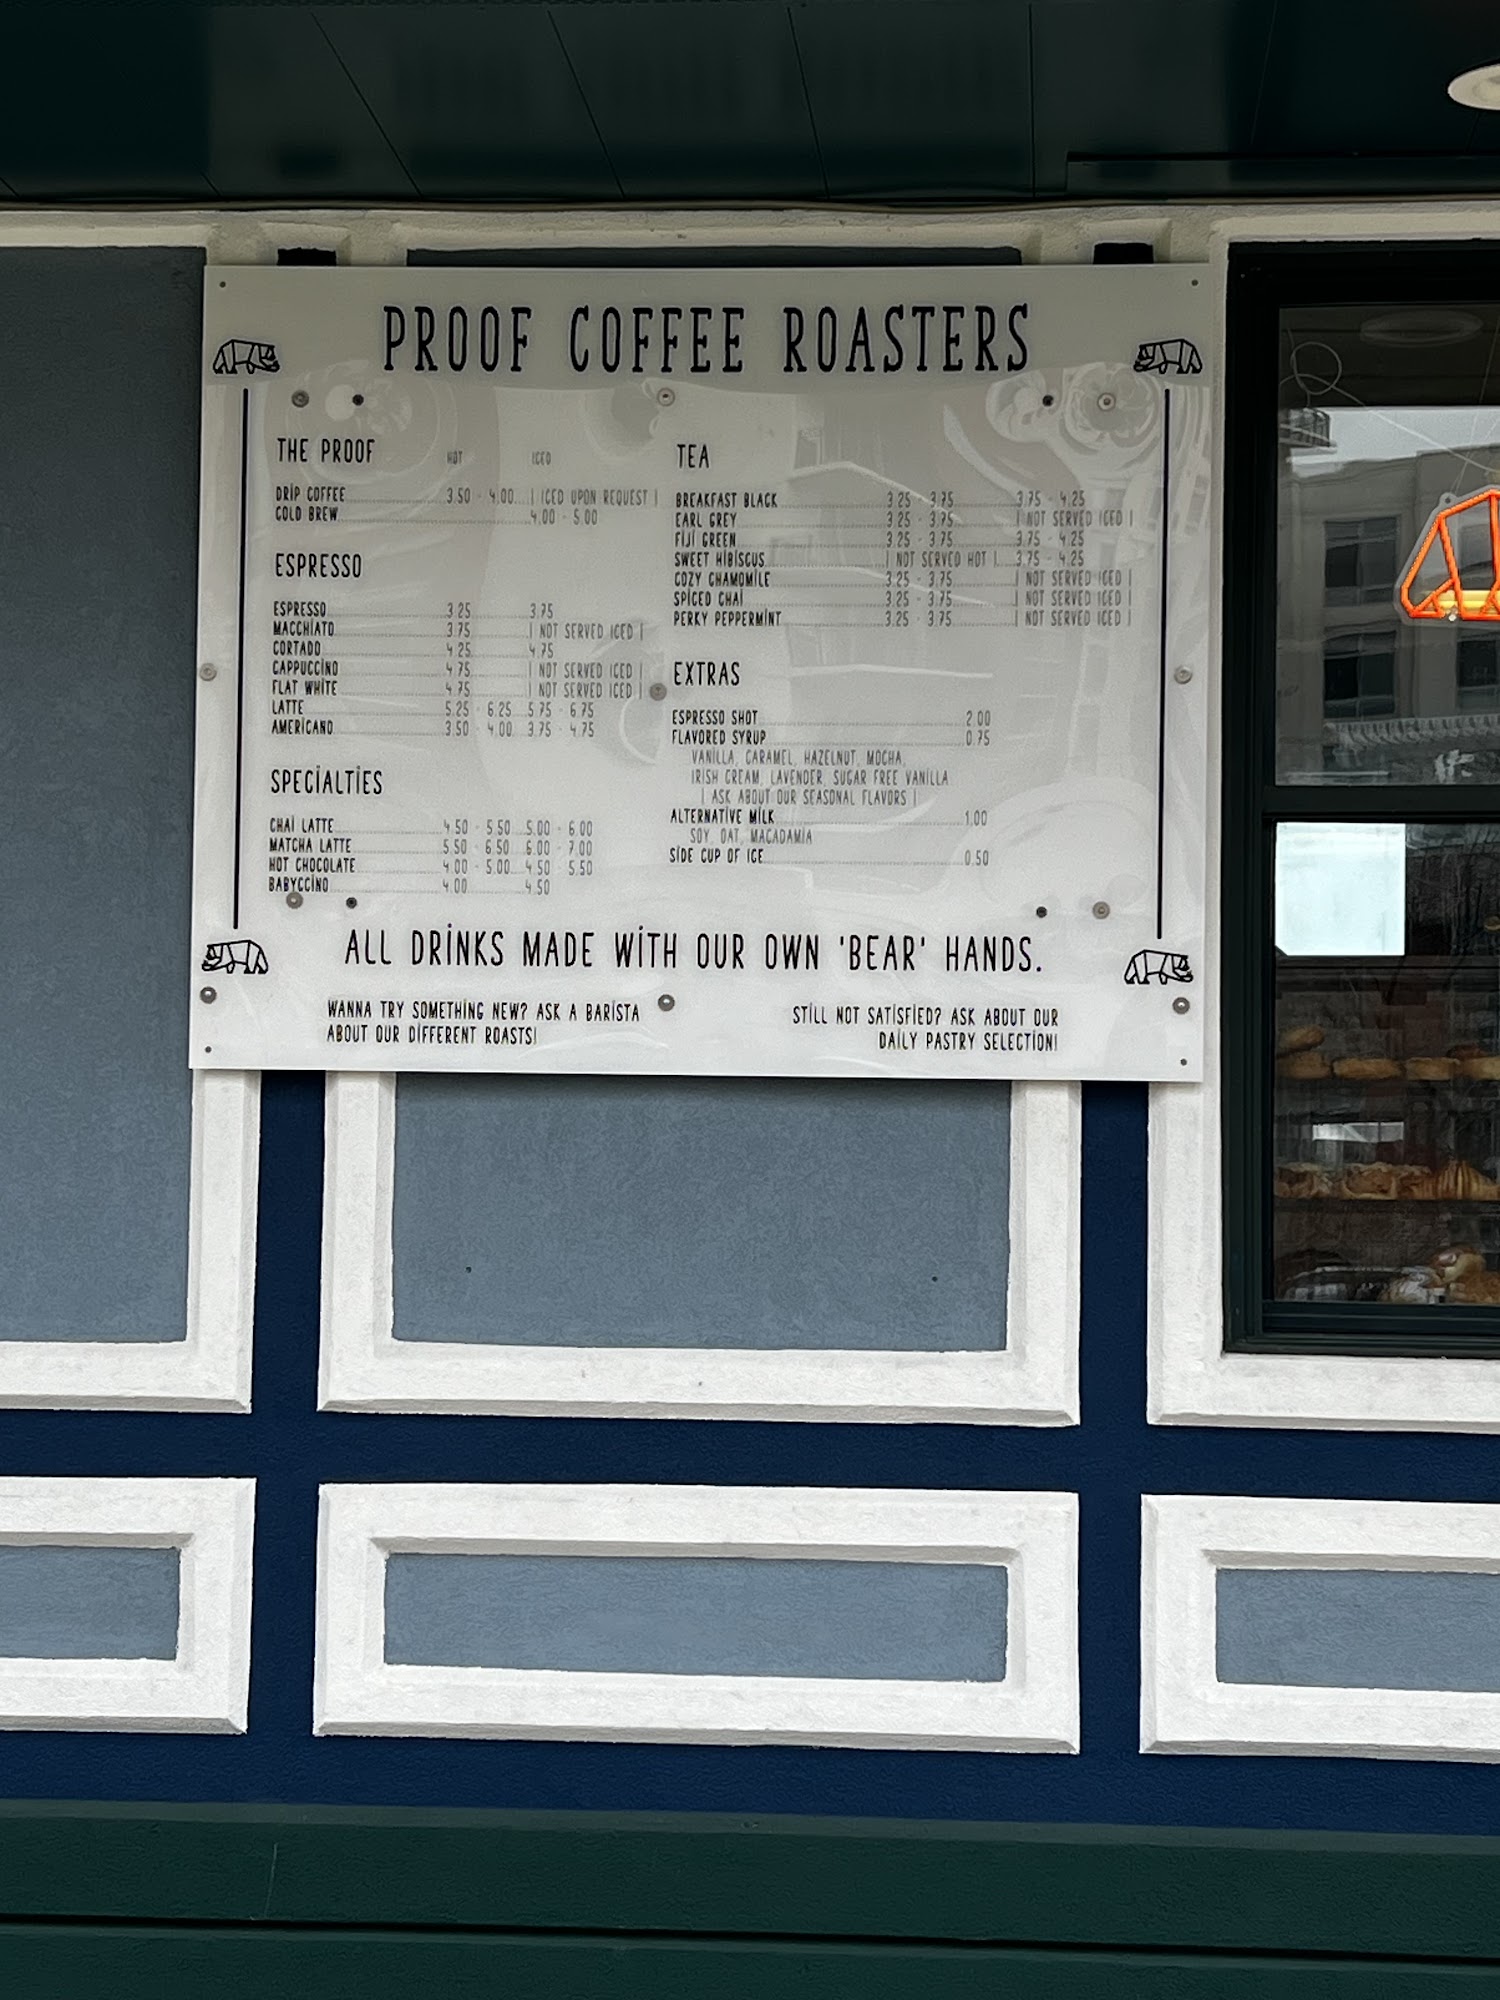 PROOF COFFEE ROASTERS
THE PROOF HOT ICED
DRIP COFFEE 3.50 - 4.00 | ICED UPON REQUEST |
COLD BREW 4.00 - 5.00
ESPRESSO
ESPRESSO 3.25 3.75
MACCHIATO 3.75 | NOT SERVED ICED |
CORTADO 4.25 4.75
CAPPUCCINO 4.75 | NOT SERVED ICED |
FLAT WHITE 4.75 | NOT SERVED ICED |
LATTE 5.25 - 6.25 5.75 - 6.75
AMERICANO 3.50 - 4.00 3.75 - 4.75
SPECIALTIES
CHAI LATTE 4.50 - 5.50 5.00 - 6.00
MATCHA LATTE 5.50 - 6.50 6.00 - 7.00
HOT CHOCOLATE 4.00 - 5.00 4.50 - 5.50
BABYCCINO 4.00 4.50
TEA
BREAKFAST BLACK 3.25 - 3.75 3.75 - 4.25
EARL GREY 3.25 - 3.75 | NOT SERVED ICED |
FIJI GREEN 3.25 - 3.75 3.75 - 4.25
SWEET HIBISCUS | NOT SERVED HOT | 3.75 - 4.25
COZY CHAMOMILE 3.25 - 3.75 | NOT SERVED ICED |
SPICED CHAI 3.25 - 3.75 | NOT SERVED ICED |
PERKY PEPPERMINT 3.25 - 3.75 | NOT SERVED ICED |
EXTRAS
ESPRESSO SHOT 2.00
FLAVORED SYRUP 0.75
VANILLA, CARAMEL, HAZELNUT, MOCHA,
IRISH CREAM, LAVENDER, SUGAR FREE VANILLA
| ASK ABOUT OUR SEASONAL FLAVORS |
ALTERNATIVE MILK 1.00
SOY, OAT, MACADAMIA
SIDE CUP OF ICE 0.50
ALL DRINKS MADE WITH OUR OWN 'BEAR' HANDS.
WANNA TRY SOMETHING NEW? ASK A BARISTA
ABOUT OUR DIFFERENT ROASTS!
STILL NOT SATISFIED? ASK ABOUT OUR
DAILY PASTRY SELECTION!